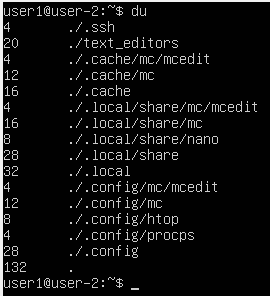 user1@user-2:~$ du
4 ./.ssh
20 ./text_editors
4 ./.cache/mc/mcedit
12 ./.cache/mc
16 ./.cache
4 ./.local/share/mc/mcedit
16 ./.local/share/mc
8 ./.local/share/nano
28 ./.local/share
32 ./.local
4 ./.config/mc/mcedit
12 ./.config/mc
8 ./.config/htop
4 ./.config/procps
28 ./.config
132 .
user1@user-2:~$ _